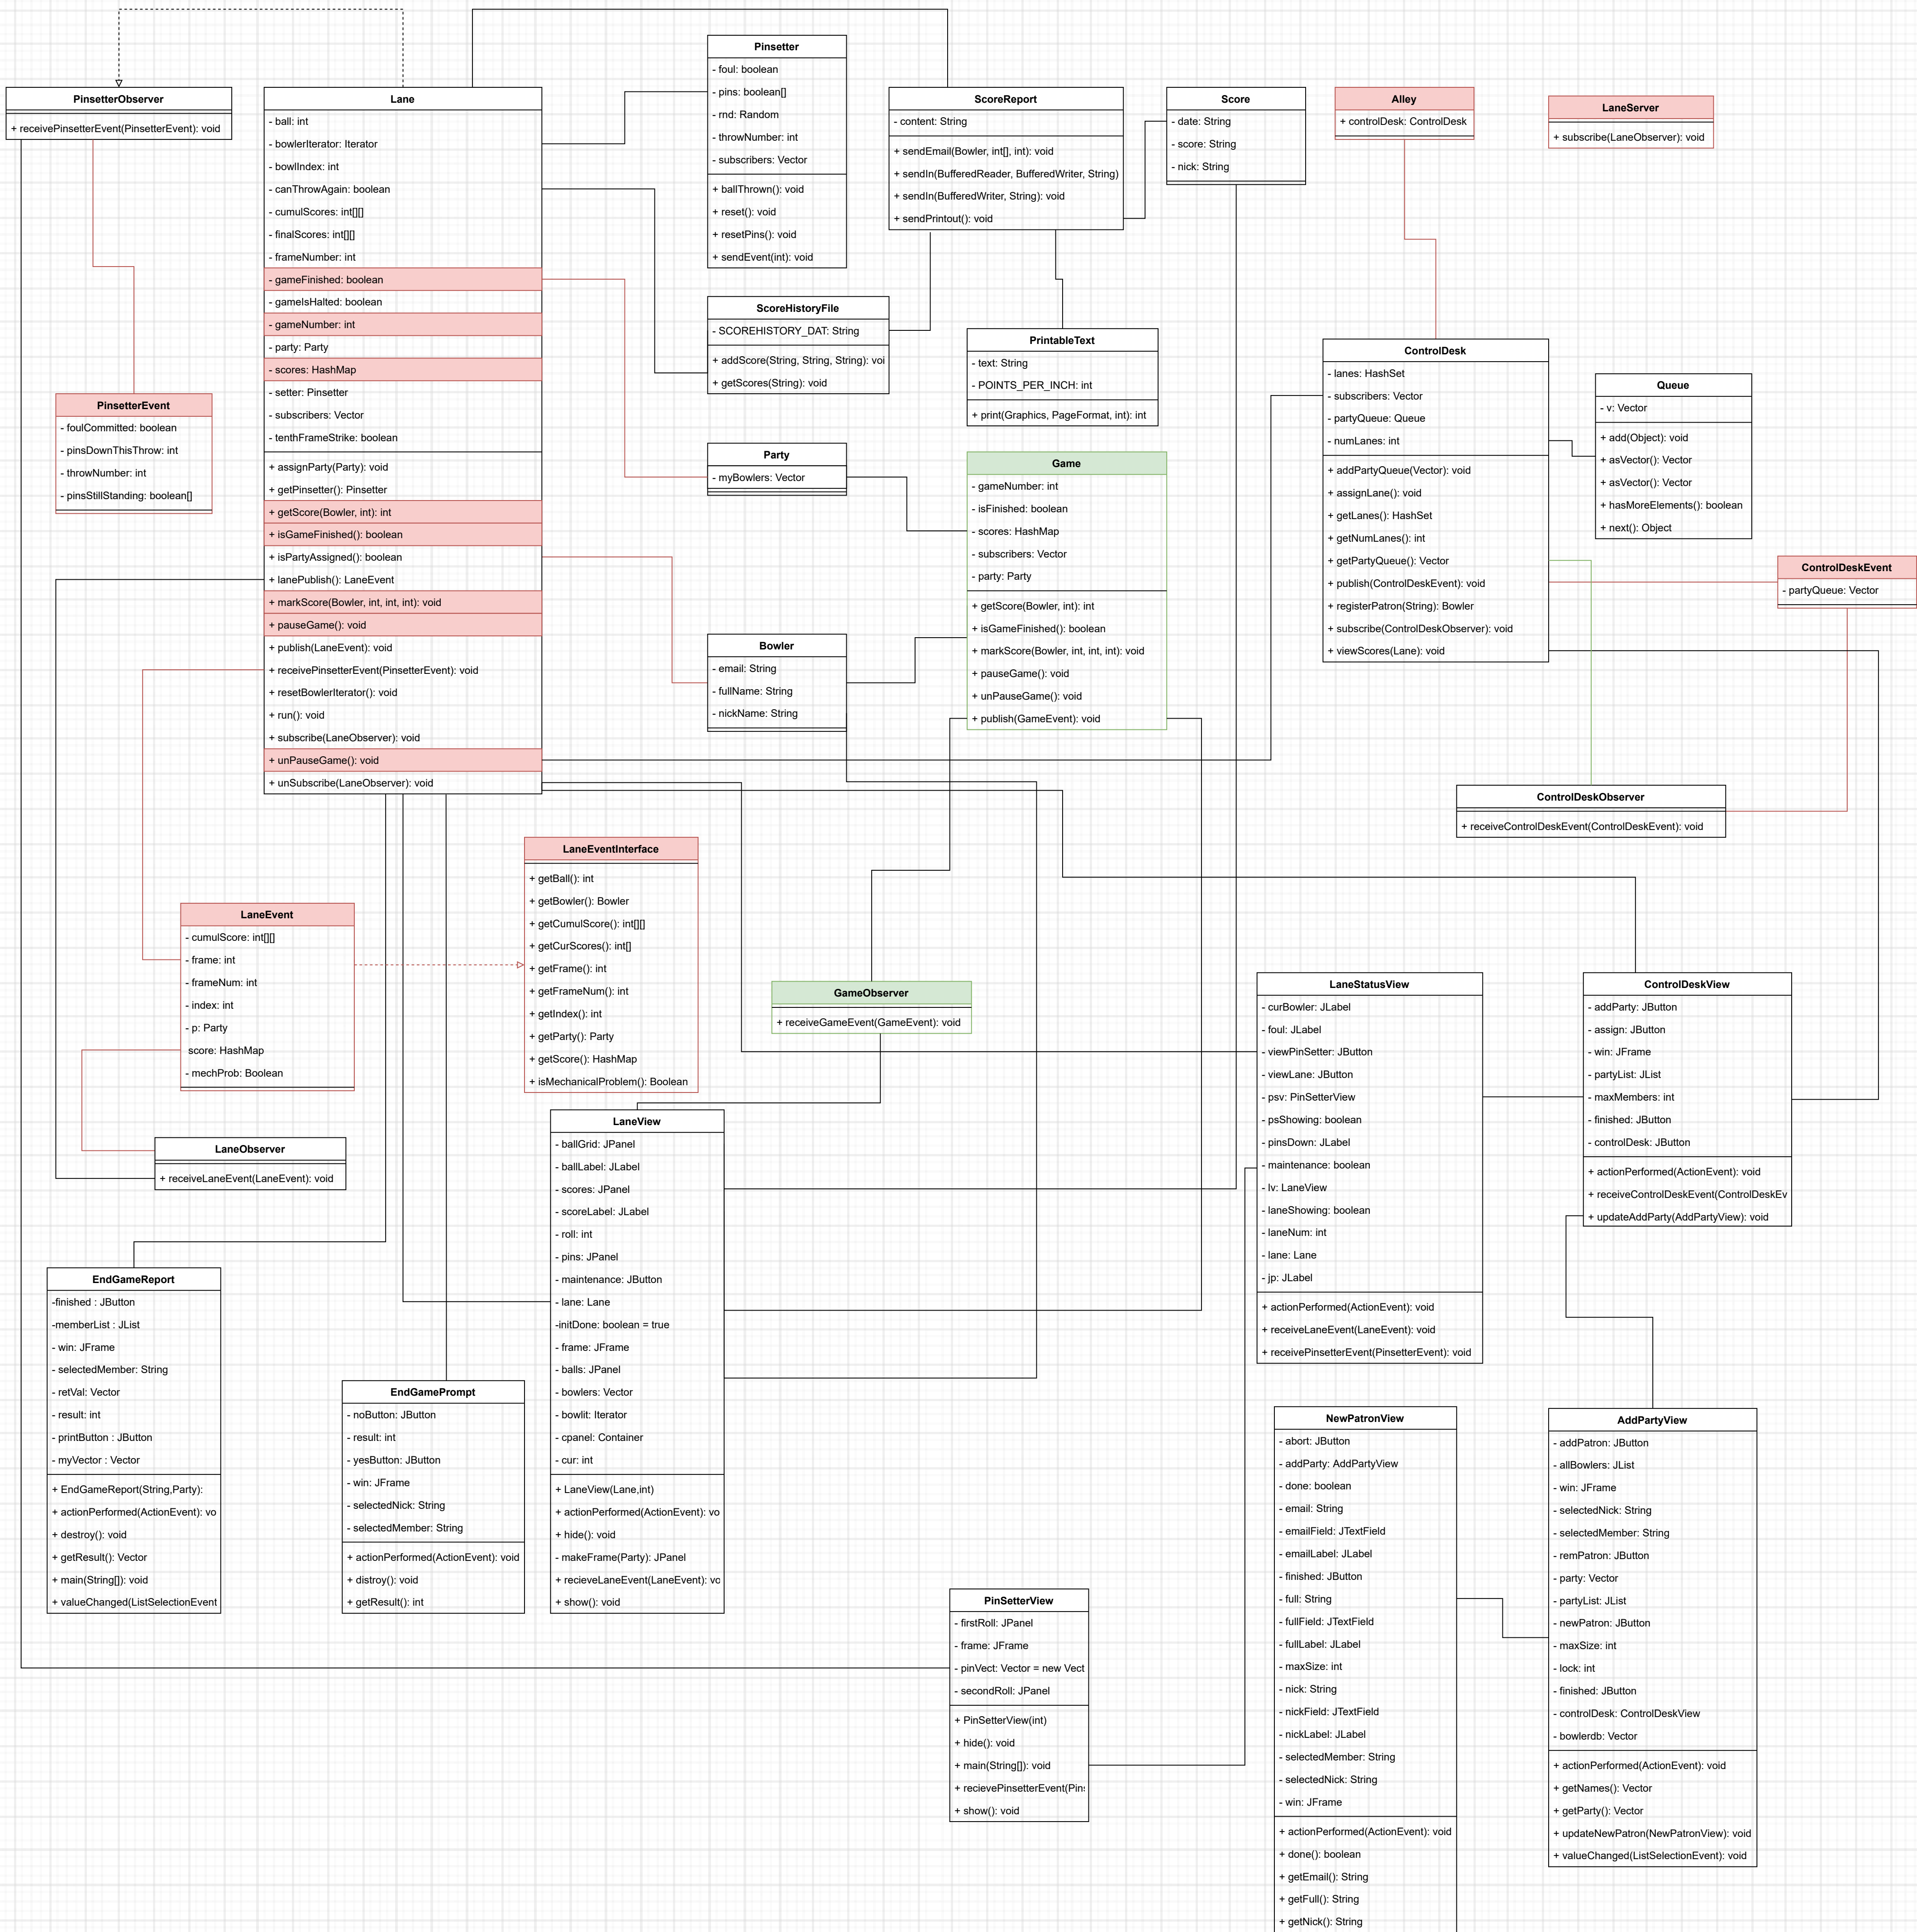 PinsetterObserver
+ receivePinsetterEvent(PinsetterEvent): void
Lane
- ball: int
- bowlerIterator: Iterator
- bowlIndex: int
- canThrowAgain: boolean
- cumulScores: int[][]
- finalScores: int[][]
- frameNumber: int
- gameFinished: boolean
- gameIsHalted: boolean
- gameNumber: int
- party: Party
- scores: HashMap
- setter: Pinsetter
- subscribers: Vector
- tenthFrameStrike: boolean
+ assignParty(Party): void
+ getPinsetter(): Pinsetter
+ getScore(Bowler, int): int
+ isGameFinished(): boolean
+ isPartyAssigned(): boolean
+ lanePublish(): LaneEvent
+ markScore(Bowler, int, int, int): void
+ pauseGame(): void
+ publish(LaneEvent): void
+ receivePinsetterEvent(PinsetterEvent): void
+ resetBowlerIterator(): void
+ run(): void
+ subscribe(LaneObserver): void
+ unPauseGame(): void
+ unSubscribe(LaneObserver): void
Pinsetter
- foul: boolean
- pins: boolean[]
- rnd: Random
- throwNumber: int
- subscribers: Vector
+ ballThrown(): void
+ reset(): void
+ resetPins(): void
+ sendEvent(int): void
ScoreReport
- content: String
+ sendEmail(Bowler, int[], int): void
+ sendIn(BufferedReader, BufferedWriter, String)
+ sendIn(BufferedWriter, String): void
+ sendPrintout(): void
Score
- date: String
- score: String
- nick: String
Alley
+ controlDesk: ControlDesk
LaneServer
+ subscribe(LaneObserver): void
ScoreHistoryFile
- SCOREHISTORY_DAT: String
+ addScore(String, String, String): voi
+ getScores(String): void
PrintableText
- text: String
- POINTS_PER_INCH: int
+ print(Graphics, PageFormat, int): int
ControlDesk
- lanes: HashSet
- subscribers: Vector
- partyQueue: Queue
- numLanes: int
+ addPartyQueue(Vector): void
+ assignLane(): void
+ getLanes(): HashSet
+ getNumLanes(): int
+ getPartyQueue(): Vector
+ publish(ControlDeskEvent): void
+ registerPatron(String): Bowler
+ subscribe(ControlDeskObserver): void
+ viewScores(Lane): void
Queue
- v: Vector
+ add(Object): void
+ asVector(): Vector
+ asVector(): Vector
+ hasMoreElements(): boolean
+ next(): Object
PinsetterEvent
- foulCommitted: boolean
- pinsDownThisThrow: int
- throwNumber: int
- pinsStillStanding: boolean[]
Party
- myBowlers: Vector
Game
- gameNumber: int
- isFinished: boolean
- scores: HashMap
- subscribers: Vector
- party: Party
+ getScore(Bowler, int): int
+ isGameFinished(): boolean
+ markScore(Bowler, int, int, int): void
+ pauseGame(): void
+ unPauseGame(): void
+ publish(GameEvent): void
ControlDeskEvent
- partyQueue: Vector
Bowler
- email: String
- fullName: String
- nickName: String
ControlDeskObserver
+ receiveControlDeskEvent(ControlDeskEvent): void
LaneEventInterface
+ getBall(): int
+ getBowler(): Bowler
+ getCumulScore(): int[][]
+ getCurScores(): int[]
+ getFrame(): int
+ getFrameNum(): int
+ getIndex(): int
+ getParty(): Party
+ getScore(): HashMap
+ isMechanicalProblem(): Boolean
LaneEvent
- cumulScore: int[][]
- frame: int
- frameNum: int
- index: int
- p: Party
score: HashMap
- mechProb: Boolean
GameObserver
+ receiveGameEvent(GameEvent): void
LaneStatusView
- curBowler: JLabel
- foul: JLabel
- viewPinSetter: JButton
- viewLane: JButton
- psv: PinSetterView
- psShowing: boolean
- pinsDown: JLabel
- maintenance: boolean
- lv: LaneView
- laneShowing: boolean
- laneNum: int
- lane: Lane
- jp: JLabel
+ actionPerformed(ActionEvent): void
+ receiveLaneEvent(LaneEvent): void
+ receivePinsetterEvent(PinsetterEvent): void
ControlDeskView
- addParty: JButton
- assign: JButton
- win: JFrame
- partyList: JList
- maxMembers: int
- finished: JButton
- controlDesk: JButton
+ actionPerformed(ActionEvent): void
+ receiveControlDeskEvent(ControlDeskEv
+ updateAddParty(AddPartyView): void
LaneObserver
+ receiveLaneEvent(LaneEvent): void
LaneView
- ballGrid: JPanel
- ballLabel: JLabel
- scores: JPanel
- scoreLabel: JLabel
- roll: int
- pins: JPanel
- maintenance: JButton
- lane: Lane
-initDone: boolean = true
- frame: JFrame
- balls: JPanel
- bowlers: Vector
- bowlit: Iterator
- cpanel: Container
- cur: int
+ LaneView(Lane,int)
+ actionPerformed(ActionEvent): vo
+ hide(): void
- makeFrame(Party): JPanel
+ recieveLaneEvent(LaneEvent): vc
+ show(): void
EndGameReport
-finished : JButton
-memberList : JList
- win: JFrame
- selectedMember: String
- retVal: Vector
- result: int
- printButton : JButton
- myVector : Vector
+ EndGameReport(String,Party):
+ actionPerformed(ActionEvent): vo
+ destroy(): void
+ getResult(): Vector
+ main(String[]): void
+ valueChanged(ListSelectionEvent
EndGamePrompt
- noButton: JButton
- result: int
- yesButton: JButton
- win: JFrame
- selectedNick: String
- selectedMember: String
+ actionPerformed(ActionEvent): void
+ distroy(): void
+ getResult(): int
PinSetterView
- firstRoll: JPanel
- frame: JFrame
- pinVect: Vector = new Vect
- secondRoll: JPanel
+ PinSetterView(int)
+ hide(): void
+ main(String[]): void
+ recievePinsetterEvent(Pin
+ show(): void
NewPatronView
- abort: JButton
- addParty: AddPartyView
- done: boolean
- email: String
- emailField: JTextField
- emailLabel: JLabel
- finished: JButton
- full: String
- fullField: JTextField
- fullLabel: JLabel
- maxSize: int
- nick: String
- nickField: JTextField
- nickLabel: JLabel
- selectedMember: String
- selectedNick: String
- win: JFrame
+ actionPerformed(ActionEvent): void
+ done(): boolean
+ getEmail(): String
+ getFull(): String
+ getNick(): String
AddPartyView
- addPatron: JButton
- allBowlers: JList
- win: JFrame
- selectedNick: String
- selectedMember: String
- remPatron: JButton
- party: Vector
- partyList: JList
- newPatron: JButton
- maxSize: int
- lock: int
- finished: JButton
- controlDesk: ControlDeskView
- bowlerdb: Vector
+ actionPerformed(ActionEvent): void
+ getNames(): Vector
+ getParty(): Vector
+ updateNewPatron(NewPatronView): void
+ valueChanged(ListSelectionEvent): void